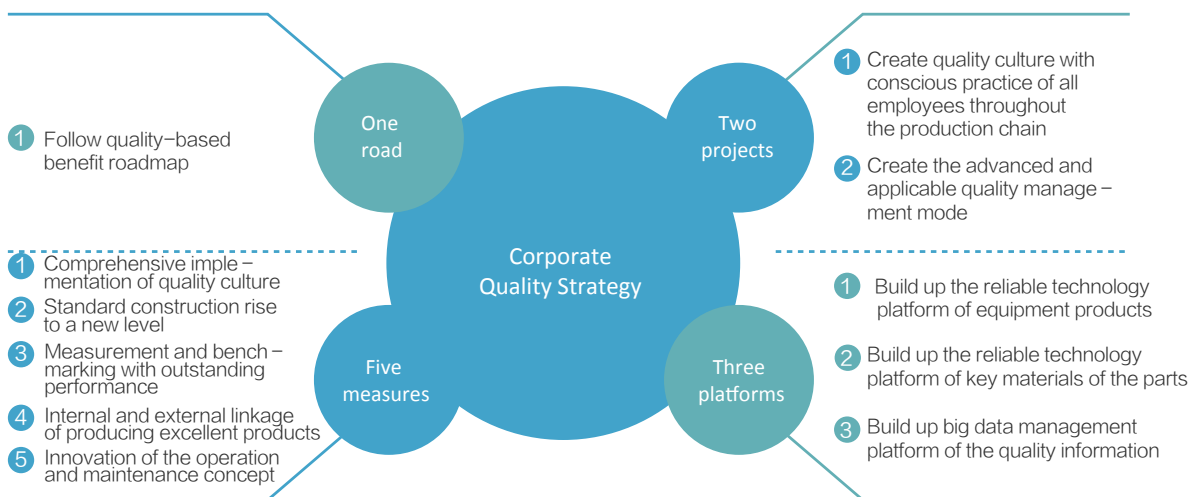 One
road
1 Follow quality-based
benefit roadmap
Two
projects
1 Create quality culture with
conscious practice of all
employees throughout
the production chain
2 Create the advanced and
applicable quality manage -
ment mode
Corporate
Quality Strategy
Five
measures
1 Comprehensive imple -
mentation of quality culture
2 Standard construction rise
to a new level
3 Measurement and bench -
marking with outstanding
performance
4 Internal and external linkage
of producing excellent products
5 Innovation of the operation
and maintenance concept
Three
platforms
1 Build up the reliable technology
platform of equipment products
2 Build up the reliable technology
platform of key materials of the parts
3 Build up big data management
platform of the quality information